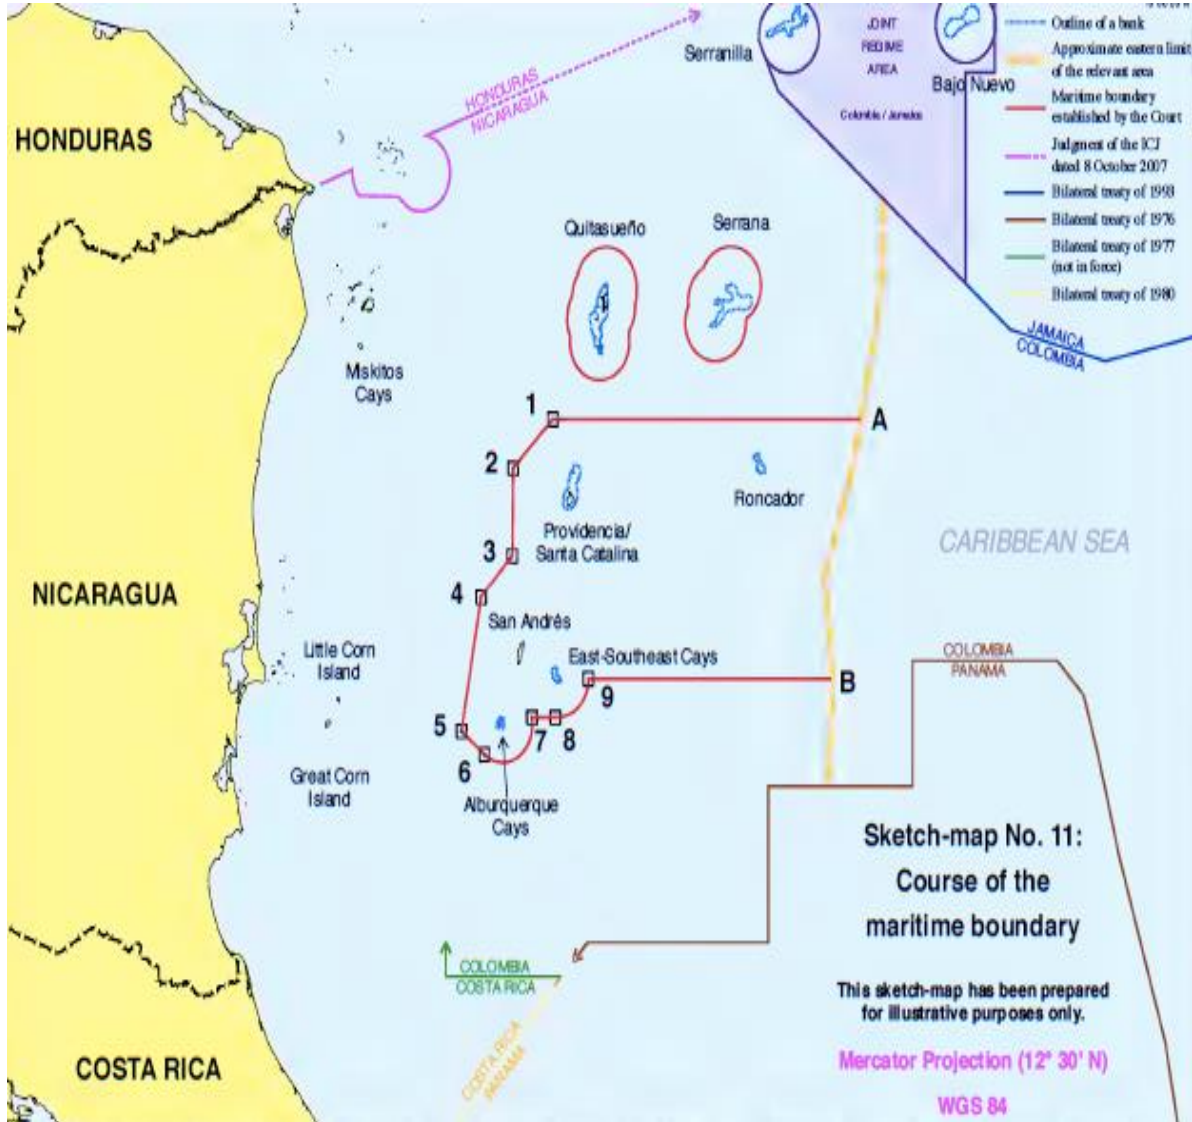 Serranilla
JOINT
REGIME
AREA
Colombia / Jamaica
Bajo Nuevo
Outline of a bank
Approximate eastern limit
of the relevant area
Maritime boundary
established by the Court
Judgment of the ICJ
dated 8 October 2007
Bilateral treaty of 1993
Bilateral treaty of 1976
Bilateral treaty of 1977
(not in force)
Bilateral treaty of 1980
HONDURAS
NICARAGUA
HONDURAS
Quitasueño
Serrana
JAMAICA
COLOMBIA
Miskitos
Cays
1
A
2
Roncador
Providencia/
Santa Catalina
3
CARIBBEAN SEA
4
NICARAGUA
San Andrés
Little Corn
Island
East-Southeast Cays
COLOMBIA
PANAMA
9
B
5
7
8
6
Great Corn
Island
Alburquerque
Cays
Sketch-map No. 11:
Course of the
maritime boundary
COLOMBIA
COSTA RICA
This sketch-map has been prepared
for illustrative purposes only.
COSTA RICA
PANAMA
COSTA RICA
Mercator Projection (12° 30' N)
WGS 84